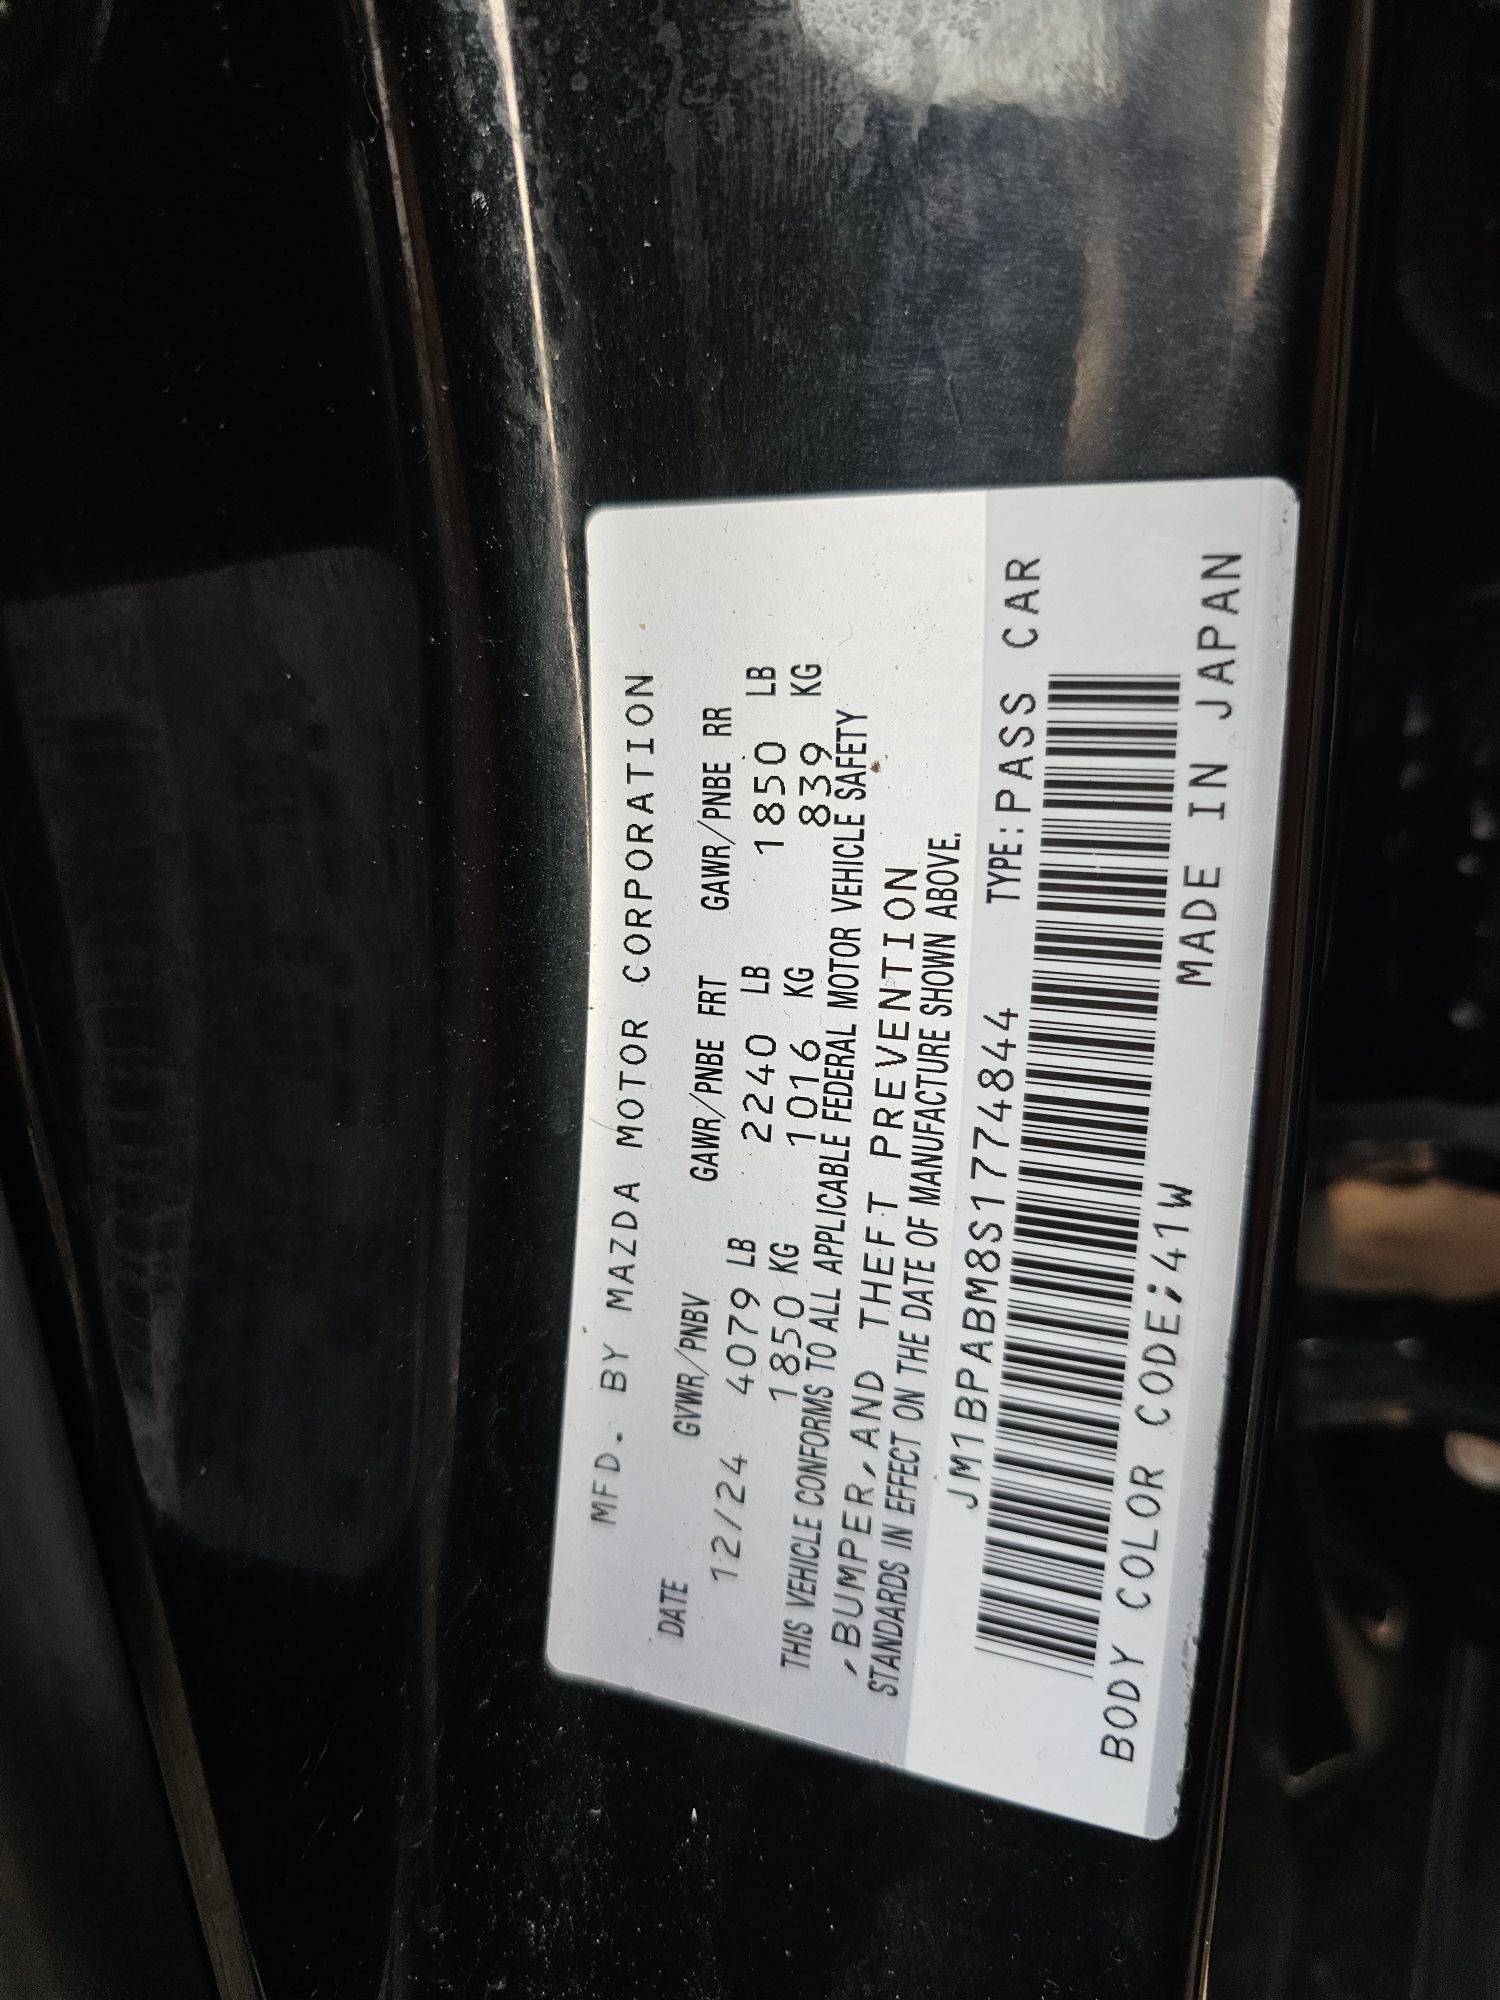 MFD. BY MAZDA MOTOR CORPORATION
DATE GVWR/PNBV GAWR/PNBE FRT GAWR/PNBE RR
12/24 4079 LB 2240 LB 1850 LB
1850 KG 1016 KG 839 KG
THIS VEHICLE CONFORMS TO ALL APPLICABLE FEDERAL MOTOR VEHICLE SAFETY
,BUMPER,AND THEFT PREVENTION
STANDARDS IN EFFECT ON THE DATE OF MANUFACTURE SHOWN ABOVE.
JM1BPABM8S1774844 TYPE:PASS CAR
BODY COLOR CODE;41W MADE IN JAPAN